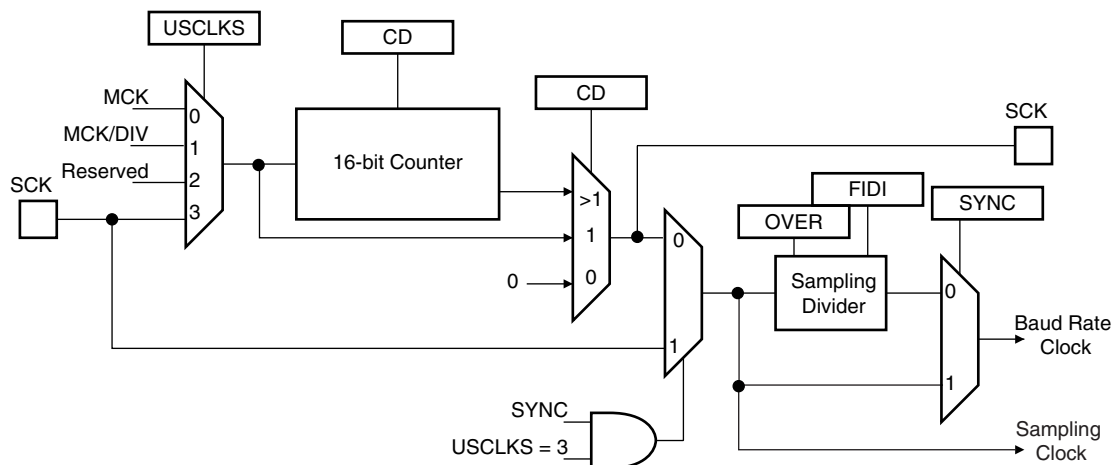 USCLKS
CD
CD
MCK
0
MCK/DIV
1
Reserved
2
SCK
3
16-bit Counter
>1
1
0
0
SCK
FIDI
OVER
SYNC
0
1
Sampling
Divider
0
1
Baud Rate
Clock
SYNC
USCLKS = 3
Sampling
Clock